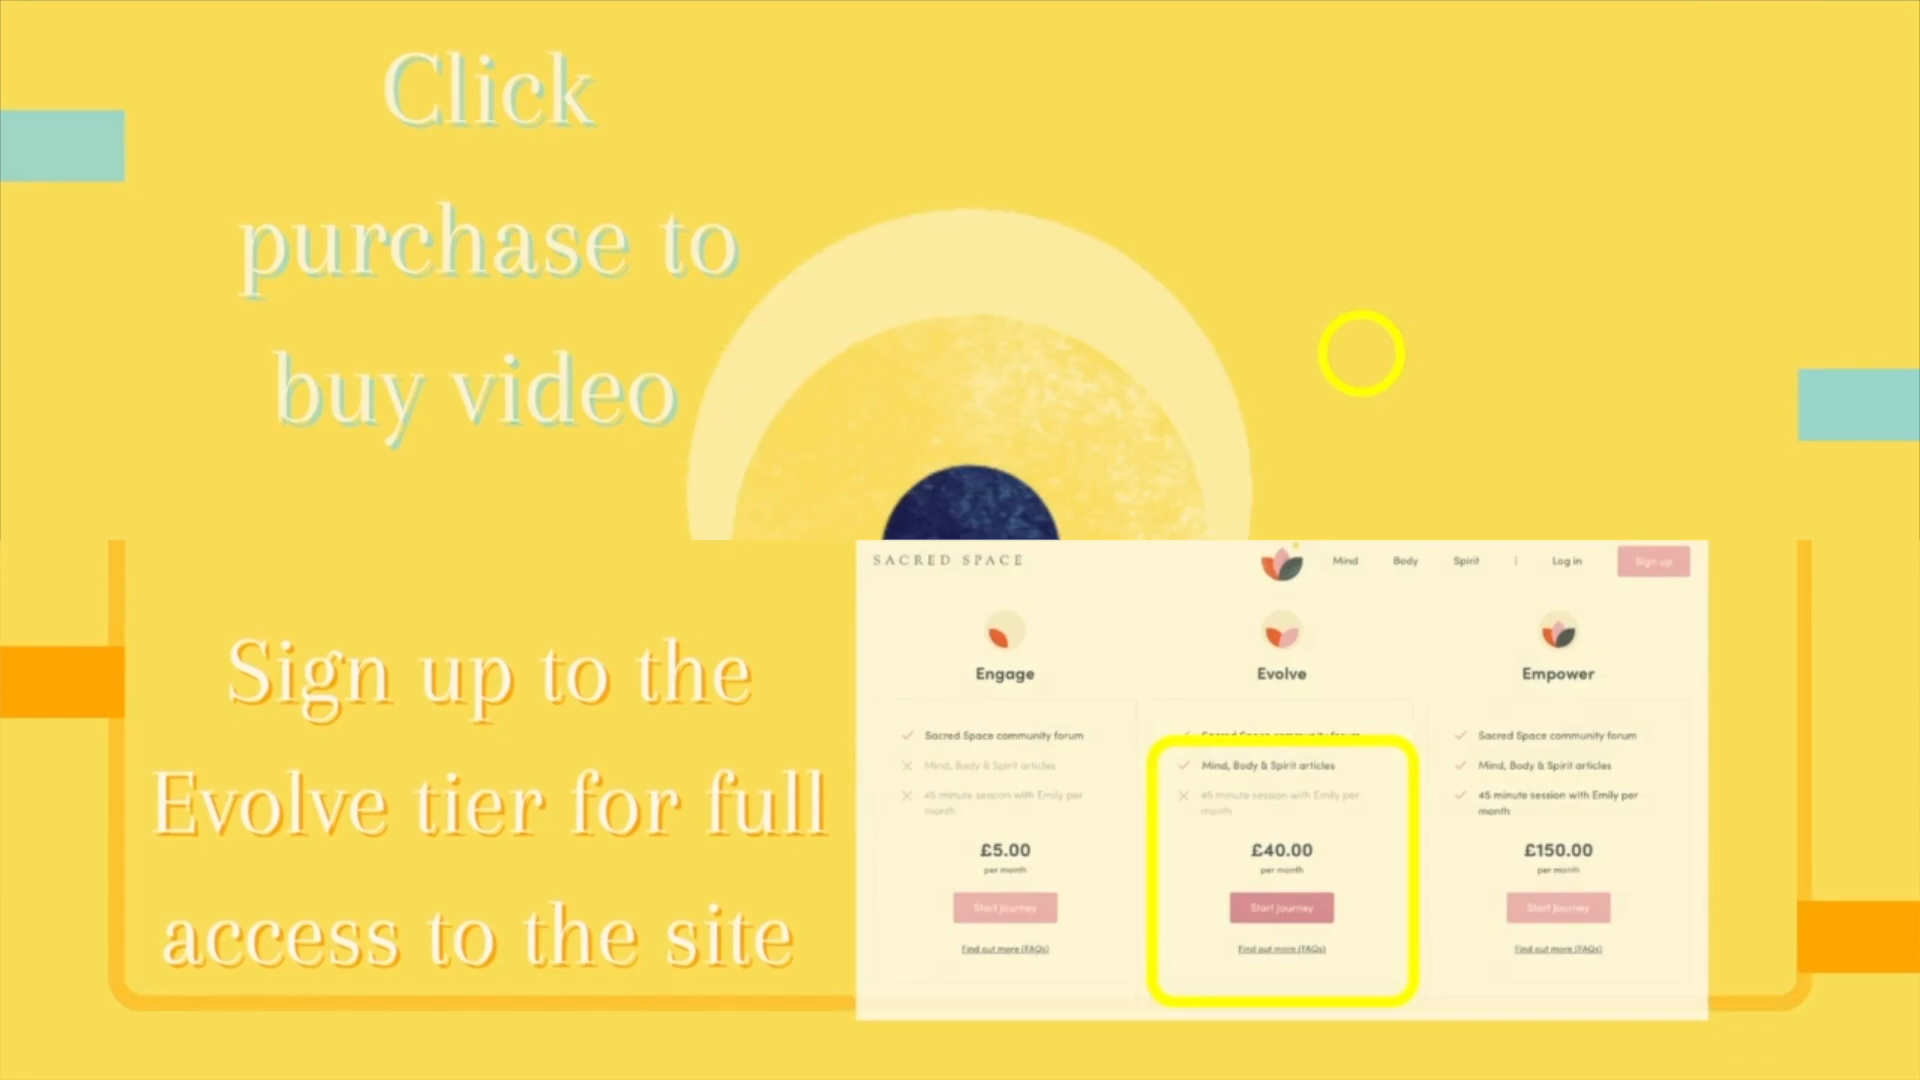 Click
purchase to
buy video
Sign up to the
Evolve tier for full
access to the site
SACRED SPACE
Mind
Body
Spirit
|
Log in
Sign up
Engage
Sacred Space community forum
Mind, Body & Spirit articles
45 minute session with Emily per
month
£5.00
per month
Start Journey
Find out more (FAQs)
Evolve
Sacred Space community forum
Mind, Body & Spirit articles
45 minute session with Emily per
month
£40.00
per month
Start Journey
Find out more (FAQs)
Empower
Sacred Space community forum
Mind, Body & Spirit articles
45 minute session with Emily per
month
£150.00
per month
Start Journey
Find out more (FAQs)